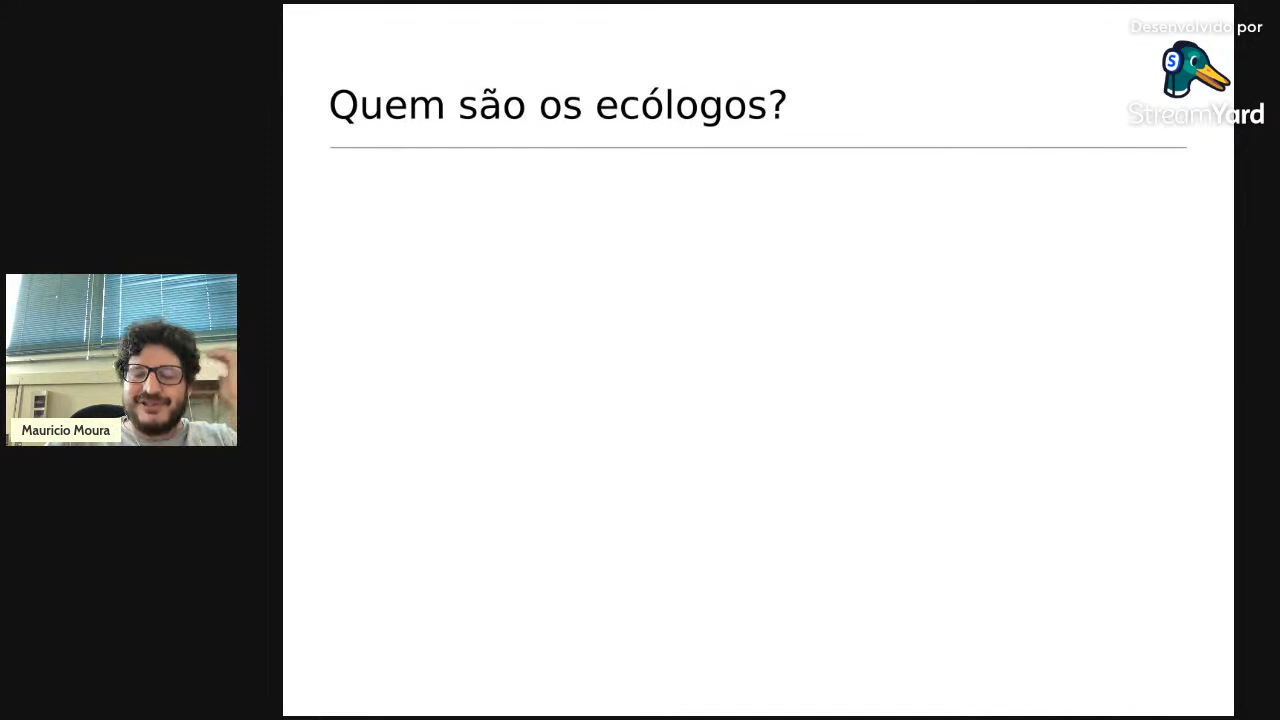 Desenvolvido por
S
StreamYard
Quem são os ecólogos?
Mauricio Moura